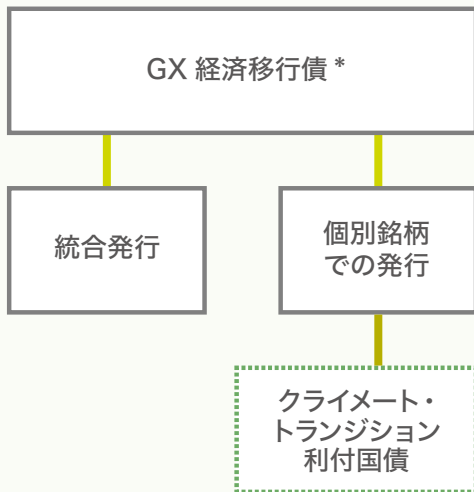 GX 経済移行債 *
統合発行
個別銘柄
での発行
クライメート・
トランジション
利付国債